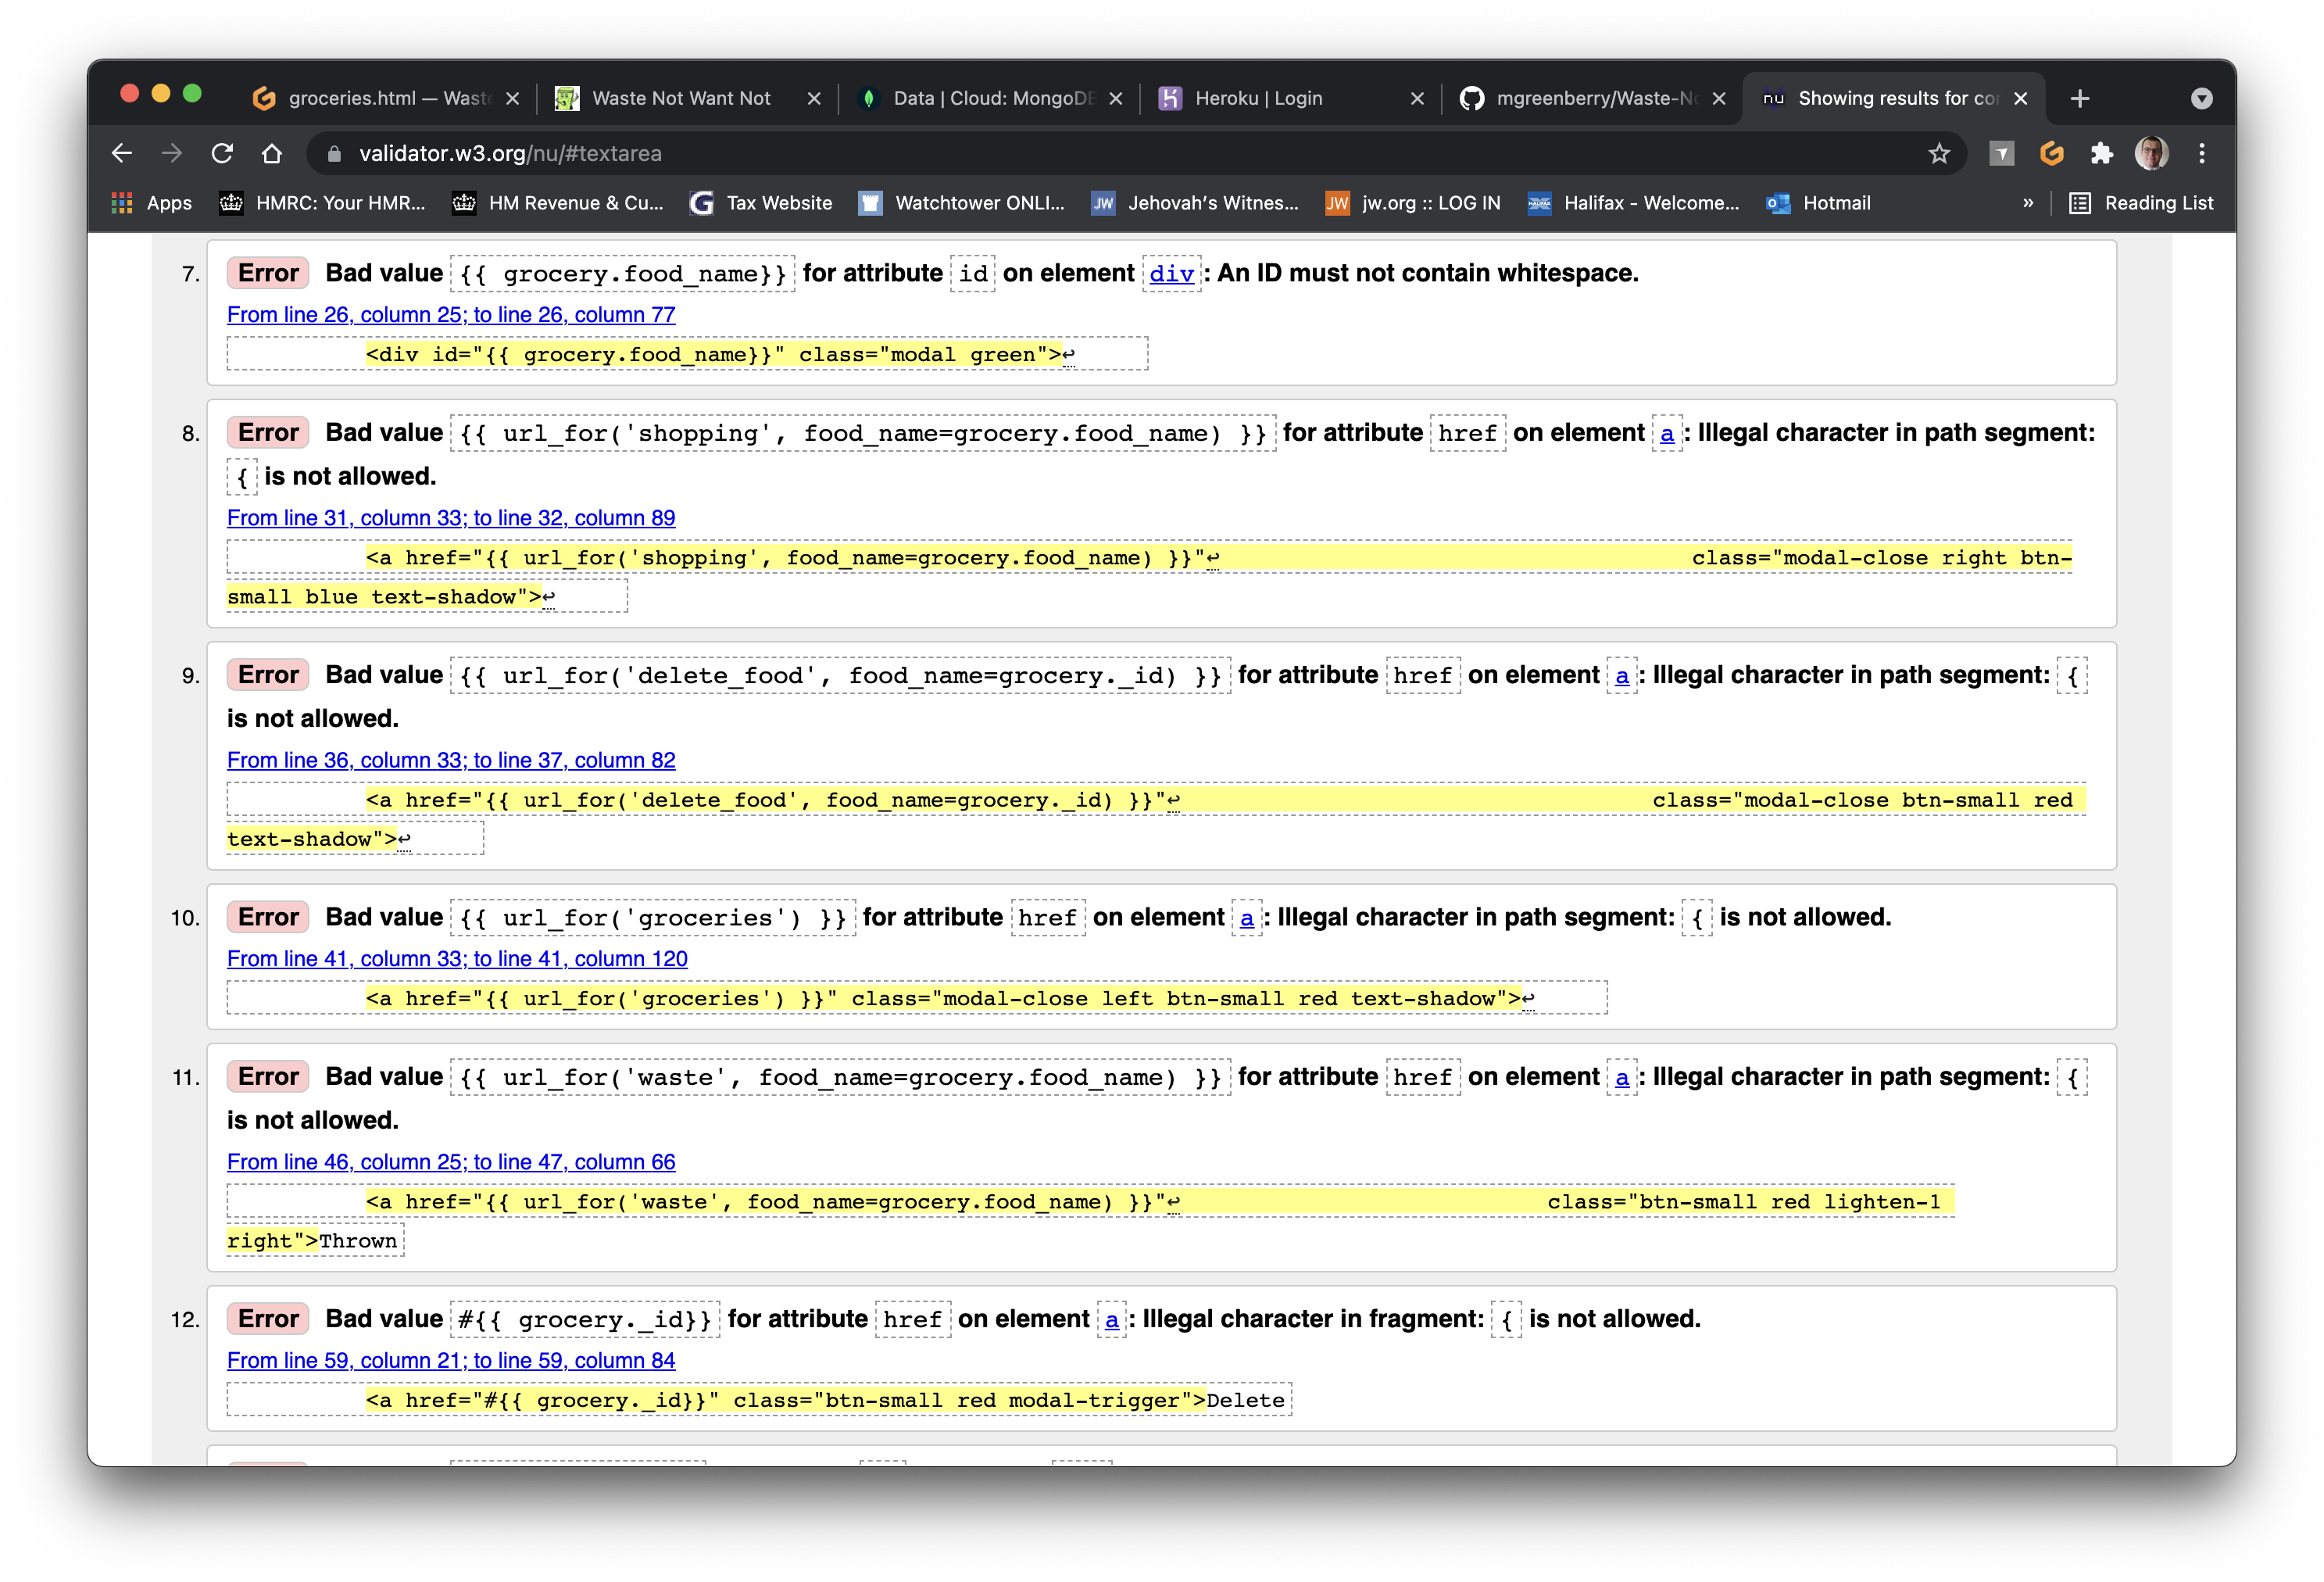 groceries.html — Waste
Waste Not Want Not
Data | Cloud: MongoDB
Heroku | Login
mgreenberry/Waste-No
Showing results for con
validator.w3.org/nu/#textarea
Apps
HMRC: Your HMR...
HM Revenue & Cu...
Tax Website
Watchtower ONLI...
Jehovah's Witnes...
jw.org :: LOG IN
Halifax - Welcome...
Hotmail
»
Reading List
7. Error Bad value {{ grocery.food_name}} for attribute id on element div: An ID must not contain whitespace.
From line 26, column 25; to line 26, column 77
<div id="{{ grocery.food_name}}" class="modal green">↩
8. Error Bad value {{ url_for('shopping', food_name=grocery.food_name) }} for attribute href on element a: Illegal character in path segment:
{ is not allowed.
From line 31, column 33; to line 32, column 89
<a href="{{ url_for('shopping', food_name=grocery.food_name) }}"↩ class="modal-close right btn-
small blue text-shadow">↩
9. Error Bad value {{ url_for('delete_food', food_name=grocery._id) }} for attribute href on element a: Illegal character in path segment: {
is not allowed.
From line 36, column 33; to line 37, column 82
<a href="{{ url_for('delete_food', food_name=grocery._id) }}"↩ class="modal-close btn-small red
text-shadow">↩
10. Error Bad value {{ url_for('groceries') }} for attribute href on element a: Illegal character in path segment: { is not allowed.
From line 41, column 33; to line 41, column 120
<a href="{{ url_for('groceries') }}" class="modal-close left btn-small red text-shadow">↩
11. Error Bad value {{ url_for('waste', food_name=grocery.food_name) }} for attribute href on element a: Illegal character in path segment: {
is not allowed.
From line 46, column 25; to line 47, column 66
<a href="{{ url_for('waste', food_name=grocery.food_name) }}"↩ class="btn-small red lighten-1
right">Thrown
12. Error Bad value #{{ grocery._id}} for attribute href on element a: Illegal character in fragment: { is not allowed.
From line 59, column 21; to line 59, column 84
<a href="#{{ grocery._id}}" class="btn-small red modal-trigger">Delete